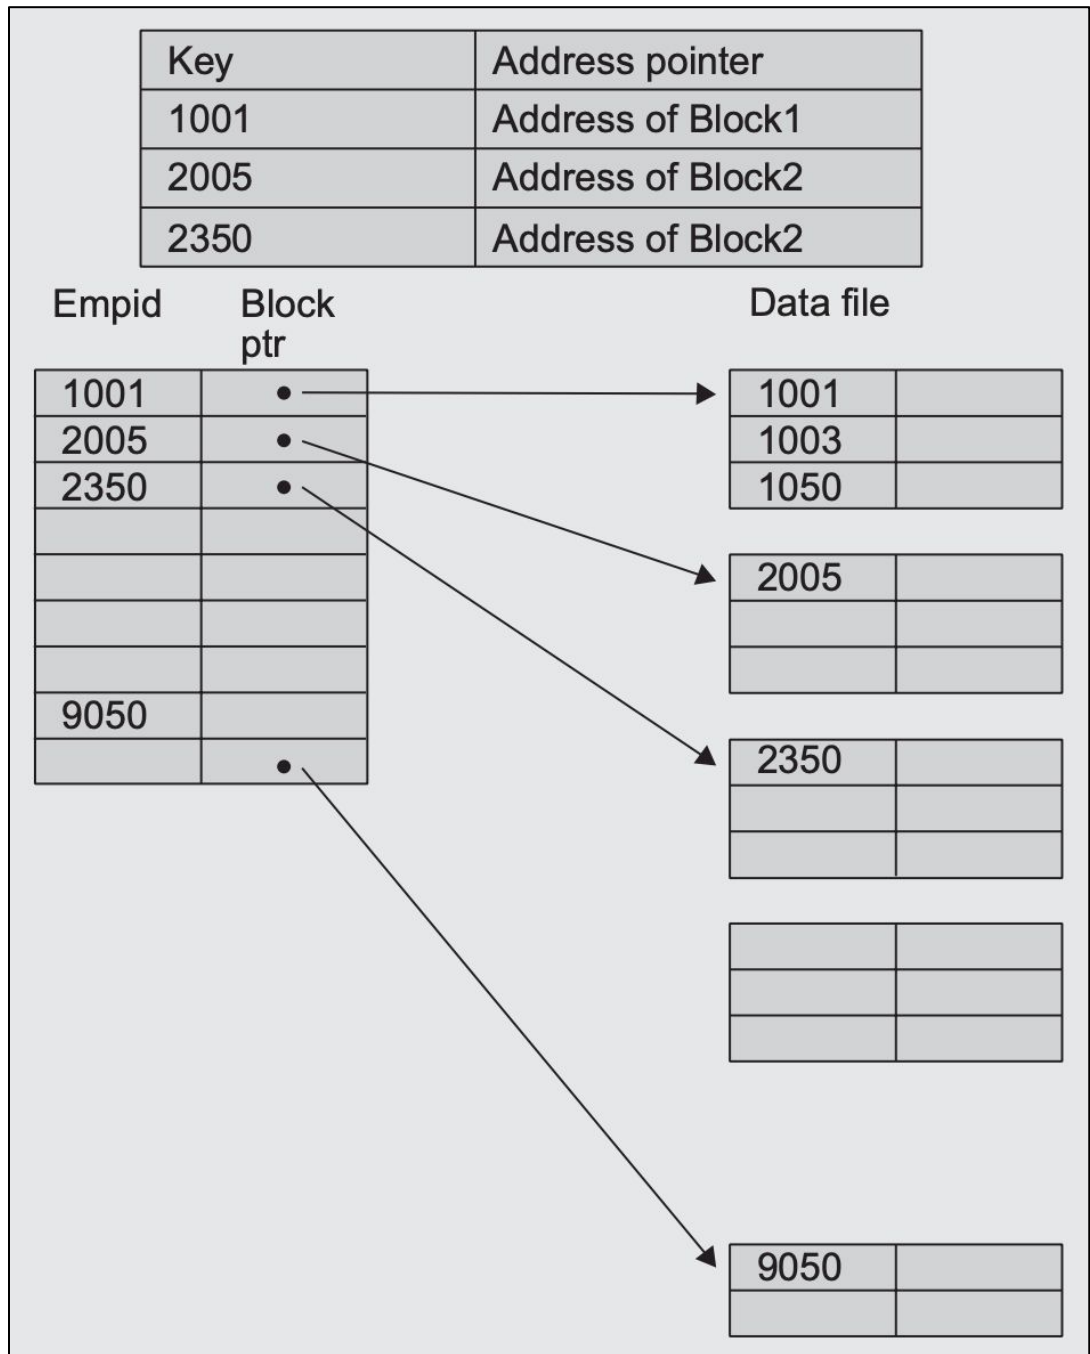 Key Address pointer
1001 Address of Block1
2005 Address of Block2
2350 Address of Block2
Empid Block ptr
1001
2005
2350
9050
Data file
1001
1003
1050
2005
2350
9050